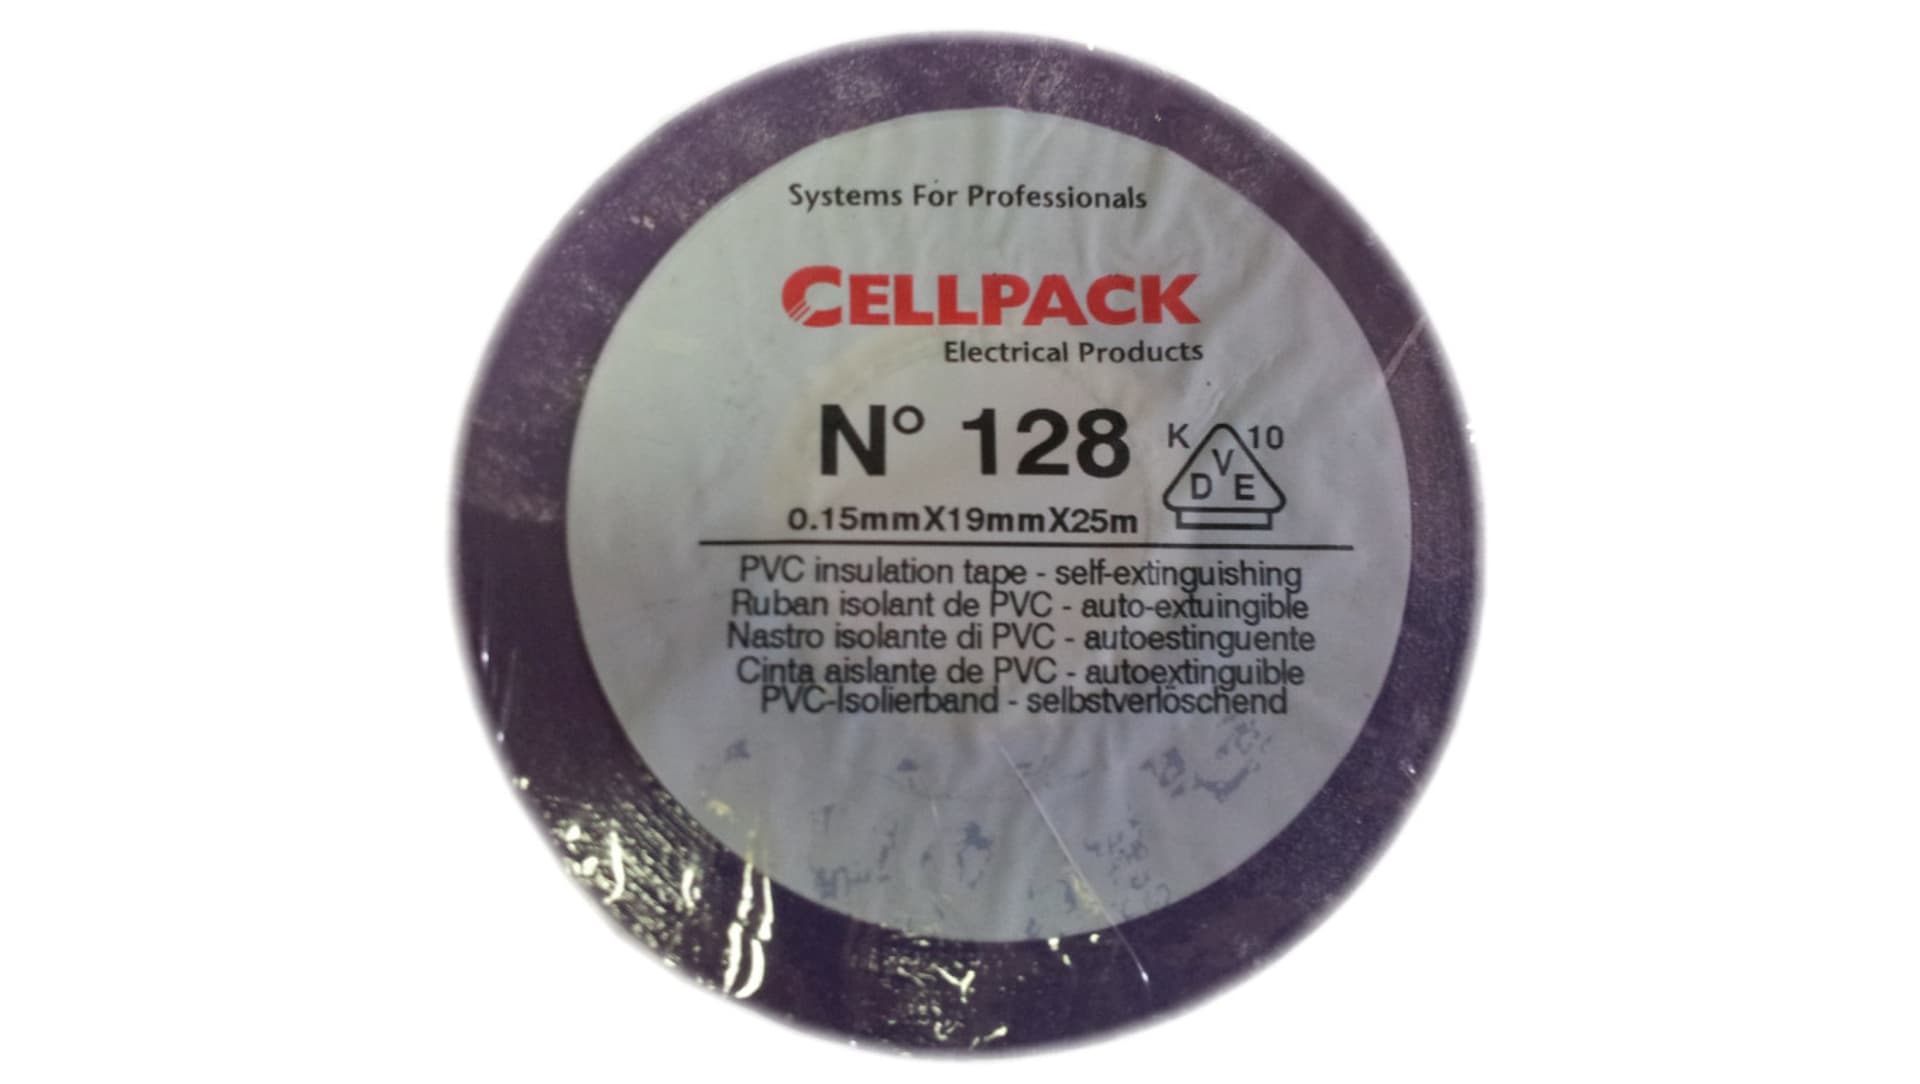 Systems For Professionals
CELLPACK
Electrical Products
N° 128
K 10
V
D E
0.15mmX19mmX25m
PVC insulation tape - self-extinguishing
Ruban isolant de PVC - auto-extuingible
Nastro isolante di PVC - autoestinguente
Cinta aislante de PVC - autoextinguible
PVC-Isolierband - selbstverlöschend